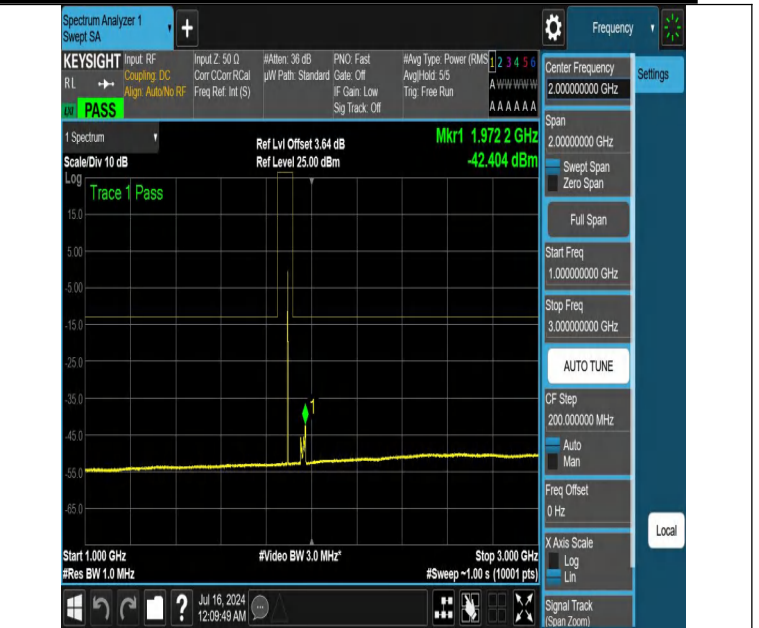 Spectrum Analyzer 1
Swept SA
+
Frequency
KEYSIGHT
RL
PASS
Input: RF
Coupling: DC
Align: Auto/No RF
Input Z: 50 Ω
Corr CCorr RCal
Freq Ref: Int (S)
#Atten: 36 dB
µW Path: Standard
PNO: Fast
Gate: Off
IF Gain: Low
Sig Track: Off
#Avg Type: Power (RMS
Avg|Hold: 5/5
Trig: Free Run
1 2 3 4 5 6
A W W W W W
A A A A A A
1 Spectrum
Scale/Div 10 dB
Ref Lvl Offset 3.64 dB
Ref Level 25.00 dBm
Mkr1 1.972 2 GHz
-42.404 dBm
Log
Trace 1 Pass
15.0
5.00
-5.00
-15.0
-25.0
-35.0
-45.0
-55.0
-65.0
1
Start 1.000 GHz
#Res BW 1.0 MHz
#Video BW 3.0 MHz*
Stop 3.000 GHz
#Sweep ~1.00 s (10001 pts)
Center Frequency
2.000000000 GHz
Settings
Span
2.00000000 GHz
Swept Span
Zero Span
Full Span
Start Freq
1.000000000 GHz
Stop Freq
3.000000000 GHz
AUTO TUNE
CF Step
200.000000 MHz
Auto
Man
Freq Offset
0 Hz
X Axis Scale
Log
Lin
Local
Signal Track
(Span Zoom)
?
Jul 16, 2024
12:09:49 AM